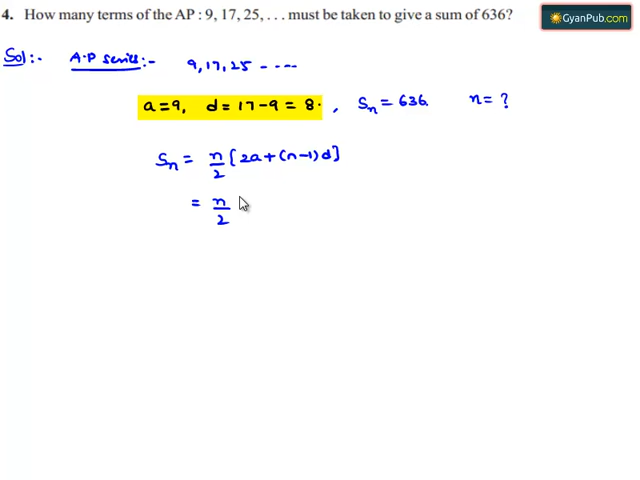 4. How many terms of the AP : 9, 17, 25, . . . must be taken to give a sum of 636?
GyanPub.com
Sol:- A.P series:- 9, 17, 25 - - - -
a = 9, d = 17 - 9 = 8. , Sn = 636. n = ?
Sn = n/2 [2a + (n-1)d]
= n/2